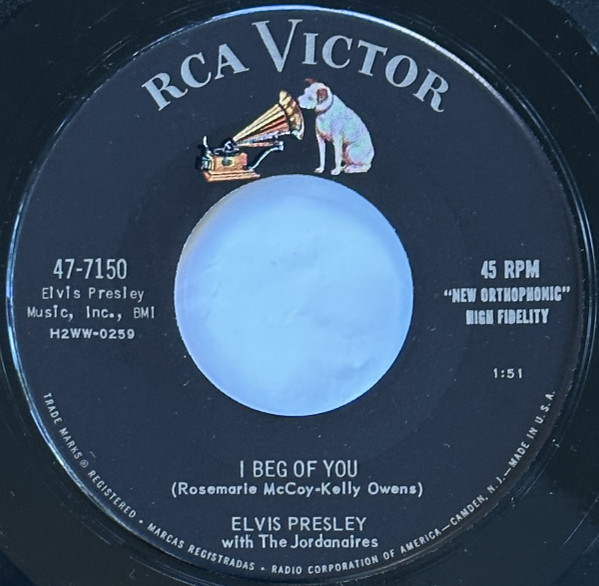 RCA VICTOR
47-7150
Elvis Presley
Music, Inc., BMI
H2WW-0259
45 RPM
"NEW ORTHOPHONIC"
HIGH FIDELITY
1:51
I BEG OF YOU
(Rosemarie McCoy-Kelly Owens)
ELVIS PRESLEY
with The Jordanaires
TRADE MARKS ® REGISTERED • MARCAS REGISTRADAS • RADIO CORPORATION OF AMERICA—CAMDEN, N. J.—MADE IN U. S. A.